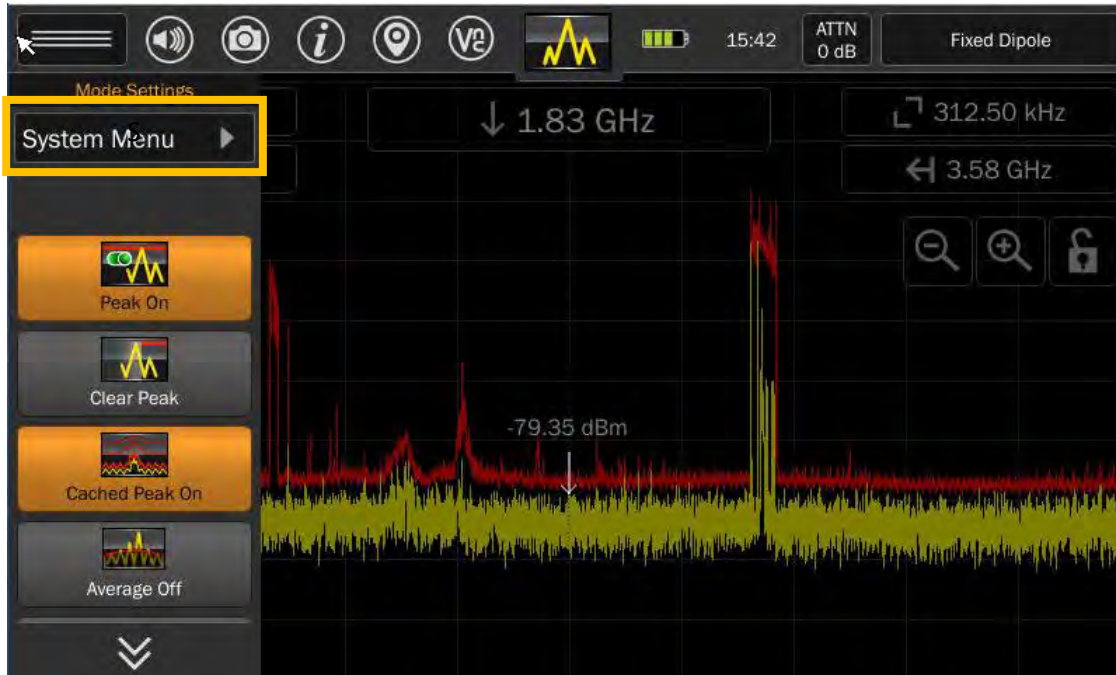 15:42
ATTN
0 dB
Fixed Dipole
Mode Settings
System Menu
1.83 GHz
312.50 kHz
3.58 GHz
Peak On
Clear Peak
-79.35 dBm
Cached Peak On
Average Off